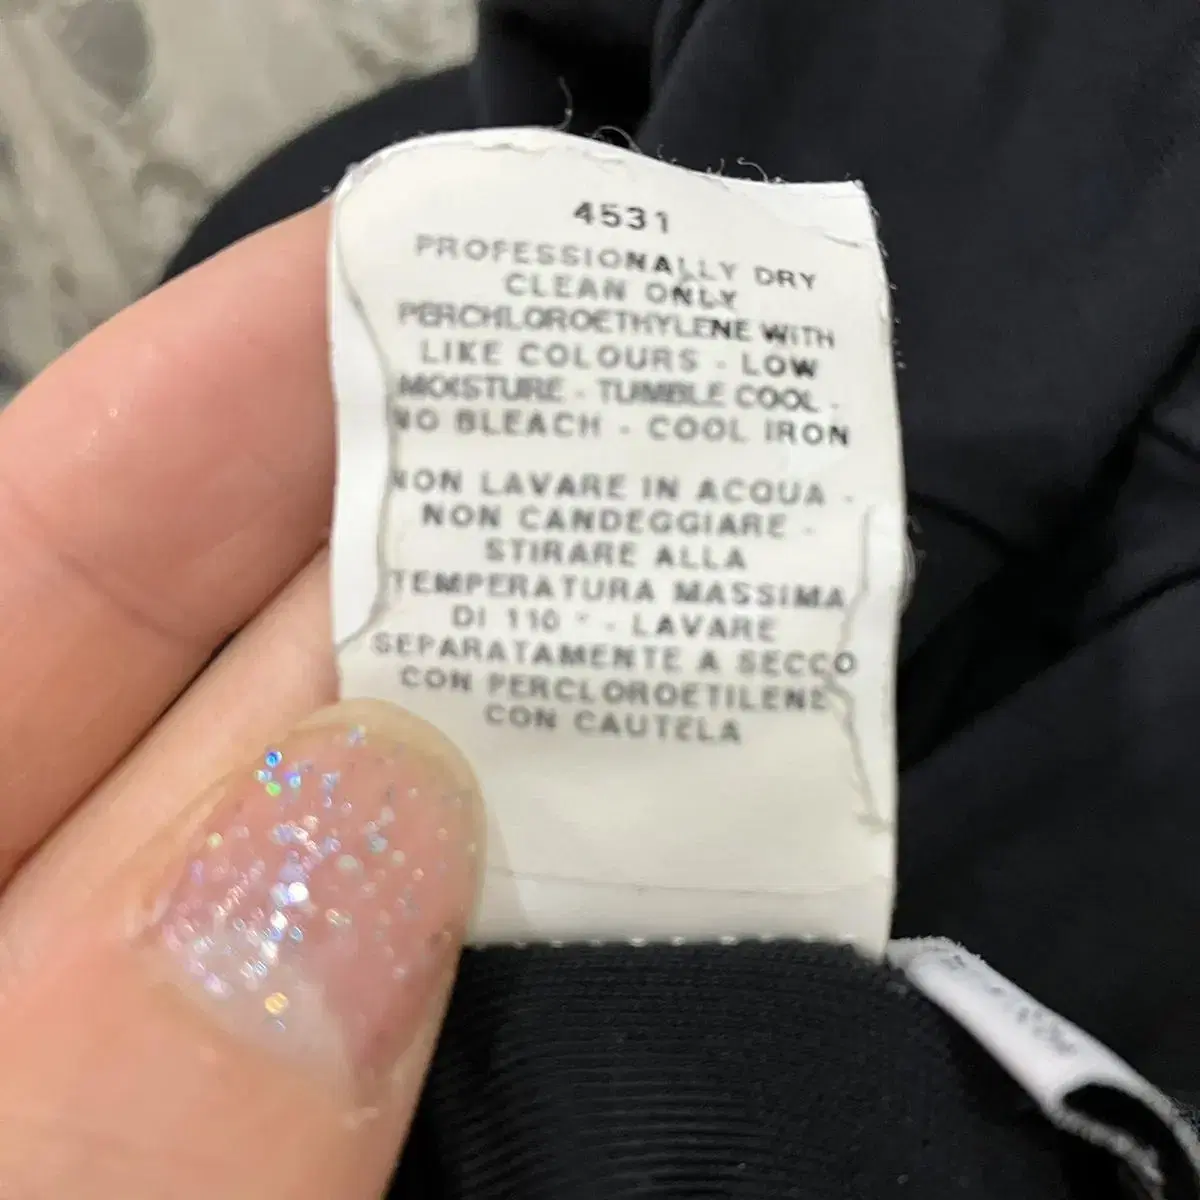 4531
PROFESSIONALLY DRY
CLEAN ONLY
PERCHLOROETHYLENE WITH
LIKE COLOURS - LOW
MOISTURE - TUMBLE COOL -
NO BLEACH - COOL IRON
NON LAVARE IN ACQUA -
NON CANDEGGIARE -
STIRARE ALLA
TEMPERATURA MASSIMA
DI 110 ° - LAVARE
SEPARATAMENTE A SECCO
CON PERCLOROETILENE
CON CAUTELA